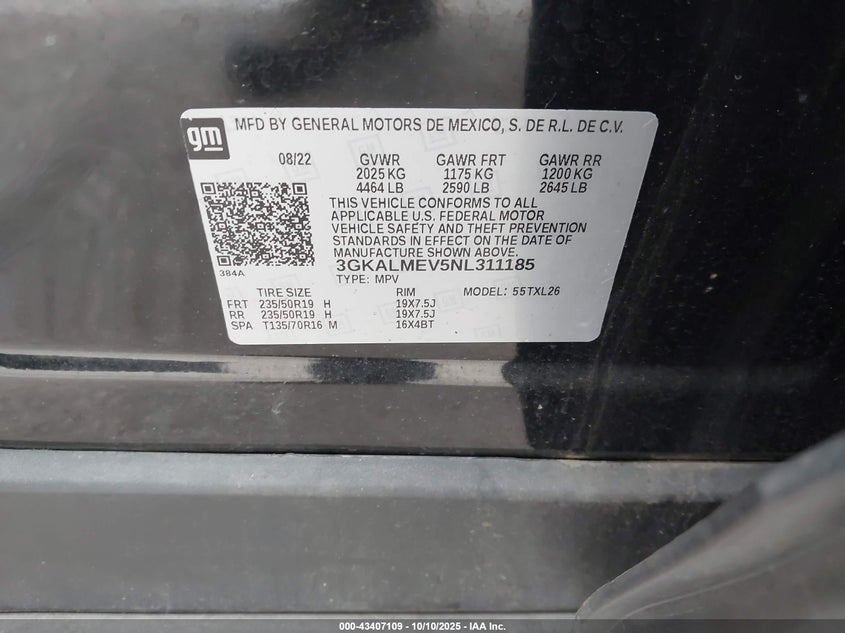 gm
MFD BY GENERAL MOTORS DE MEXICO, S. DE R.L. DE C.V.
08/22 GVWR GAWR FRT GAWR RR
2025 KG 1175 KG 1200 KG
4464 LB 2590 LB 2645 LB
THIS VEHICLE CONFORMS TO ALL
APPLICABLE U.S. FEDERAL MOTOR
VEHICLE SAFETY AND THEFT PREVENTION
STANDARDS IN EFFECT ON THE DATE OF
MANUFACTURE SHOWN ABOVE.
384A 3GKALMEV5NL311185
TYPE: MPV
TIRE SIZE RIM MODEL: 55TXL26
FRT 235/50R19 H 19X7.5J
RR 235/50R19 H 19X7.5J
SPA T135/70R16 M 16X4BT
000-43407109 - 10/10/2025 - IAA Inc.